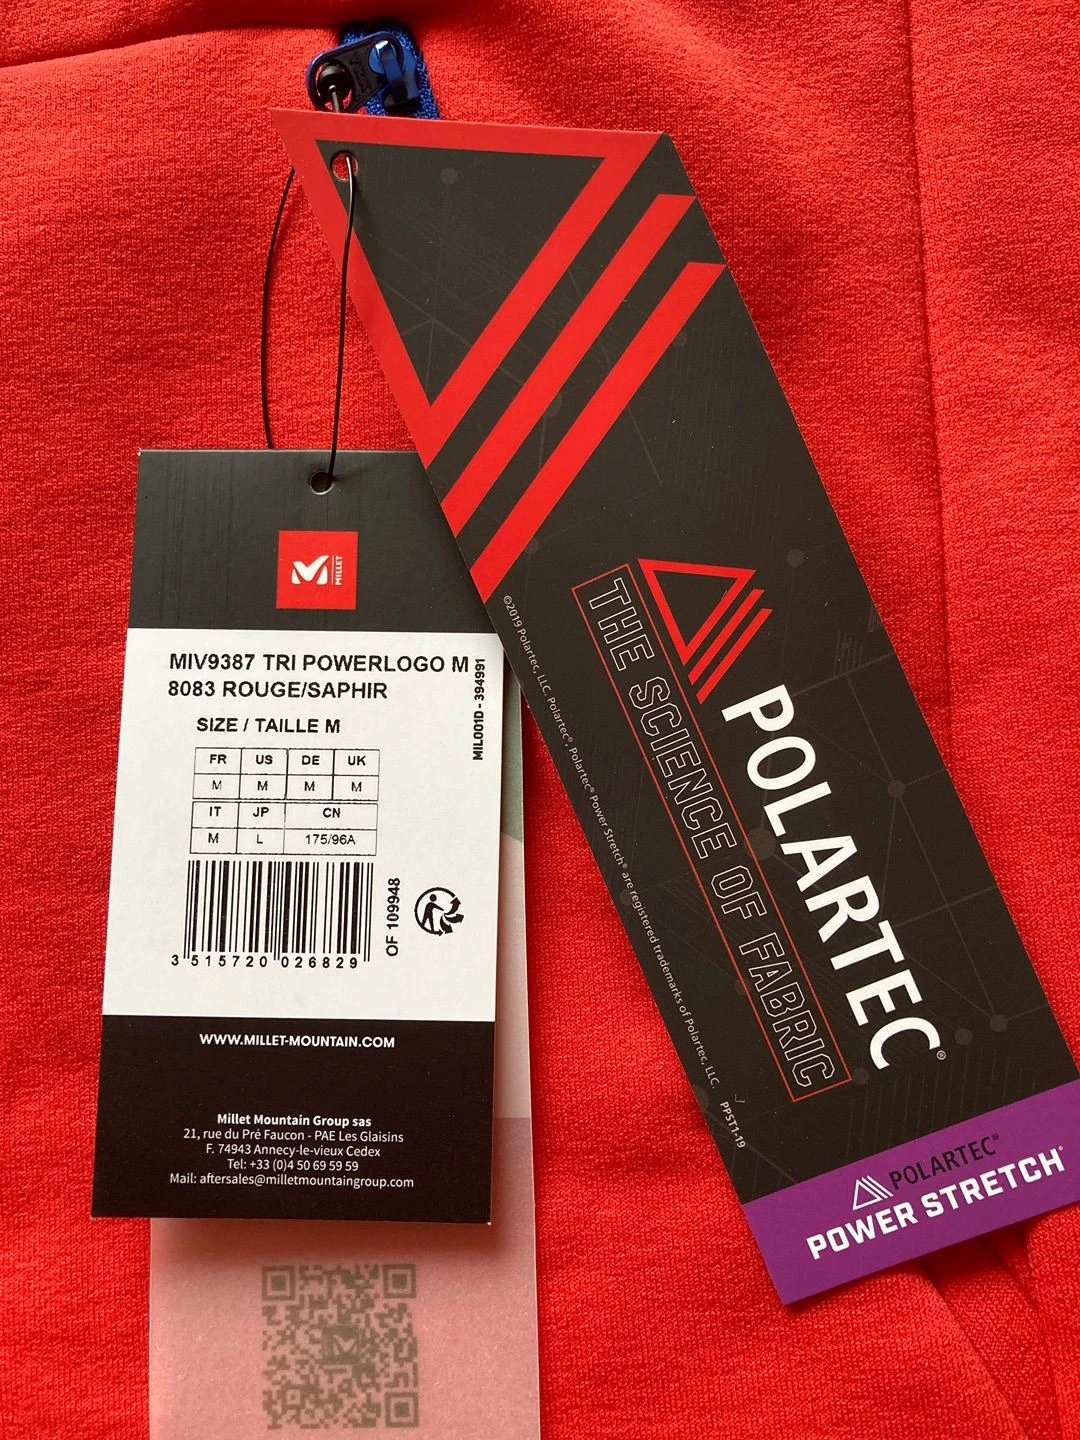 MILLET
MIV9387 TRI POWERLOGO M
8083 ROUGE/SAPHIR
SIZE / TAILLE M
MIL001D - 394991
FR US DE UK
M M M M
IT JP CN
M L 175/96A
3 515720 026829
OF 109948
WWW.MILLET-MOUNTAIN.COM
Millet Mountain Group sas
21, rue du Pré Faucon - PAE Les Glaisins
F. 74943 Annecy-le-vieux Cedex
Tel: +33 (0)4 50 69 59 59
Mail: aftersales@milletmountaingroup.com
POLARTEC®
THE SCIENCE OF FABRIC
©2019 Polartec, LLC. Polartec®, Polartec® Power Stretch® are registered trademarks of Polartec, LLC.
PPST1-19
POLARTEC®
POWER STRETCH®